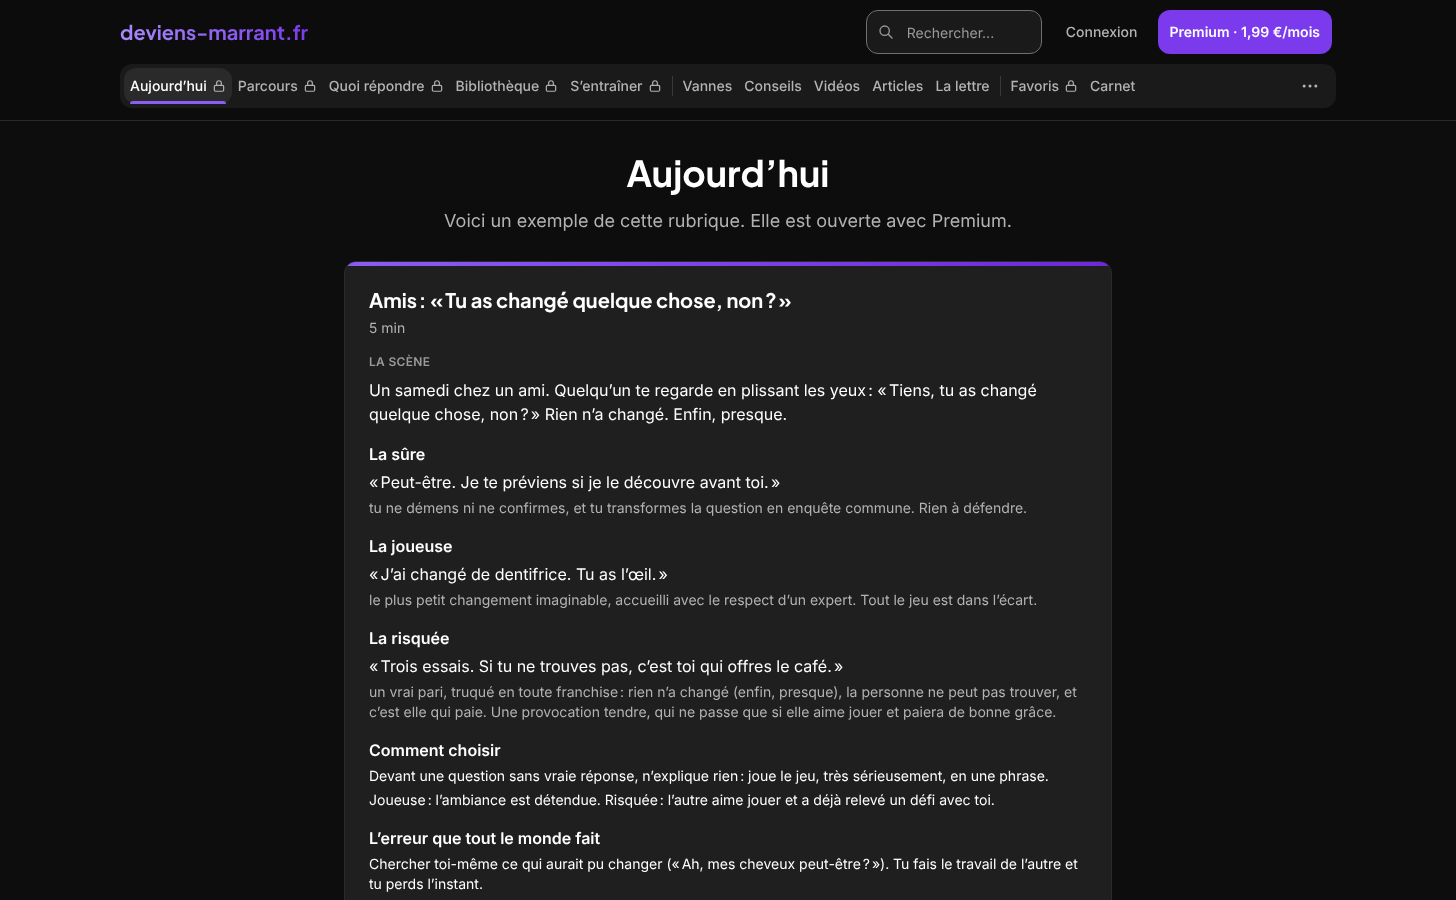 deviens-marrant.fr
Rechercher...
Connexion
Premium · 1,99 €/mois
Aujourd’hui
Parcours
Quoi répondre
Bibliothèque
S’entraîner
Vannes
Conseils
Vidéos
Articles
La lettre
Favoris
Carnet
Aujourd’hui
Voici un exemple de cette rubrique. Elle est ouverte avec Premium.
Amis : « Tu as changé quelque chose, non ? »
5 min
LA SCÈNE
Un samedi chez un ami. Quelqu’un te regarde en plissant les yeux : « Tiens, tu as changé
quelque chose, non ? » Rien n’a changé. Enfin, presque.
La sûre
« Peut-être. Je te préviens si je le découvre avant toi. »
tu ne démens ni ne confirmes, et tu transformes la question en enquête commune. Rien à défendre.
La joueuse
« J’ai changé de dentifrice. Tu as l’œil. »
le plus petit changement imaginable, accueilli avec le respect d’un expert. Tout le jeu est dans l’écart.
La risquée
« Trois essais. Si tu ne trouves pas, c’est toi qui offres le café. »
un vrai pari, truqué en toute franchise : rien n’a changé (enfin, presque), la personne ne peut pas trouver, et
c’est elle qui paie. Une provocation tendre, qui ne passe que si elle aime jouer et paiera de bonne grâce.
Comment choisir
Devant une question sans vraie réponse, n’explique rien : joue le jeu, très sérieusement, en une phrase.
Joueuse : l’ambiance est détendue. Risquée : l’autre aime jouer et a déjà relevé un défi avec toi.
L’erreur que tout le monde fait
Chercher toi-même ce qui aurait pu changer (« Ah, mes cheveux peut-être ? »). Tu fais le travail de l’autre et
tu perds l’instant.